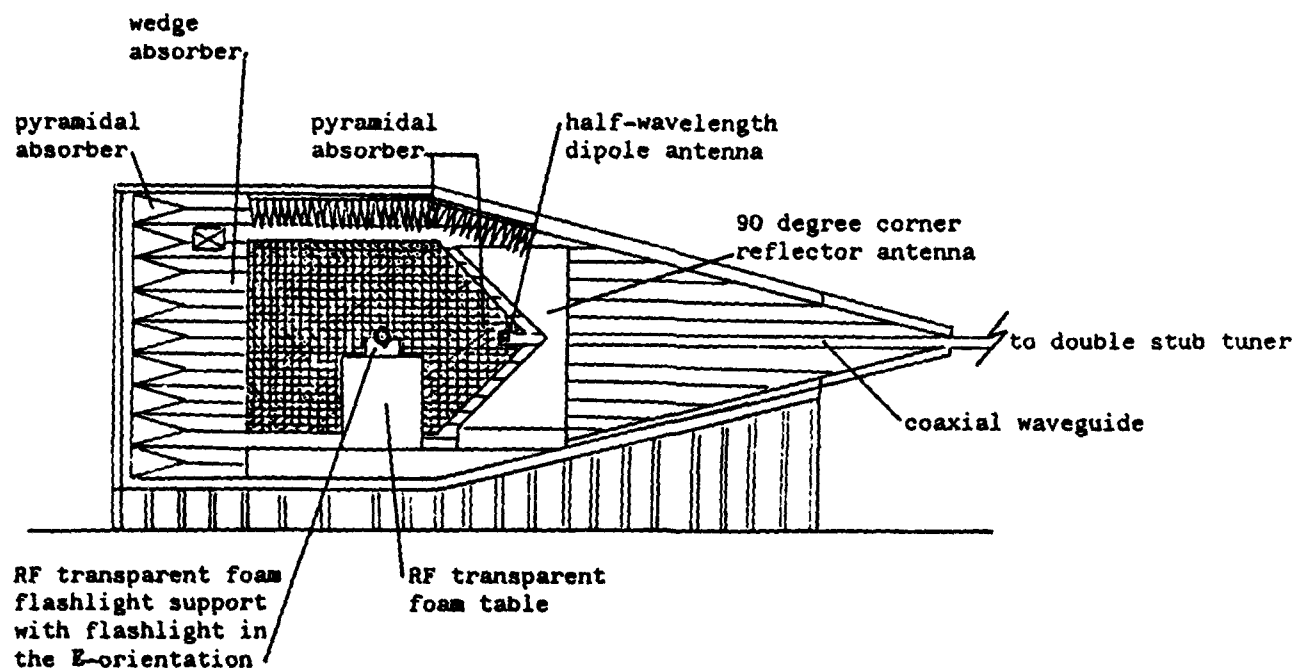 wedge
absorber
pyramidal
absorber
pyramidal
absorber
half-wavelength
dipole antenna
90 degree corner
reflector antenna
to double stub tuner
coaxial waveguide
RF transparent foam
flashlight support
with flashlight in
the E-orientation
RF transparent
foam table